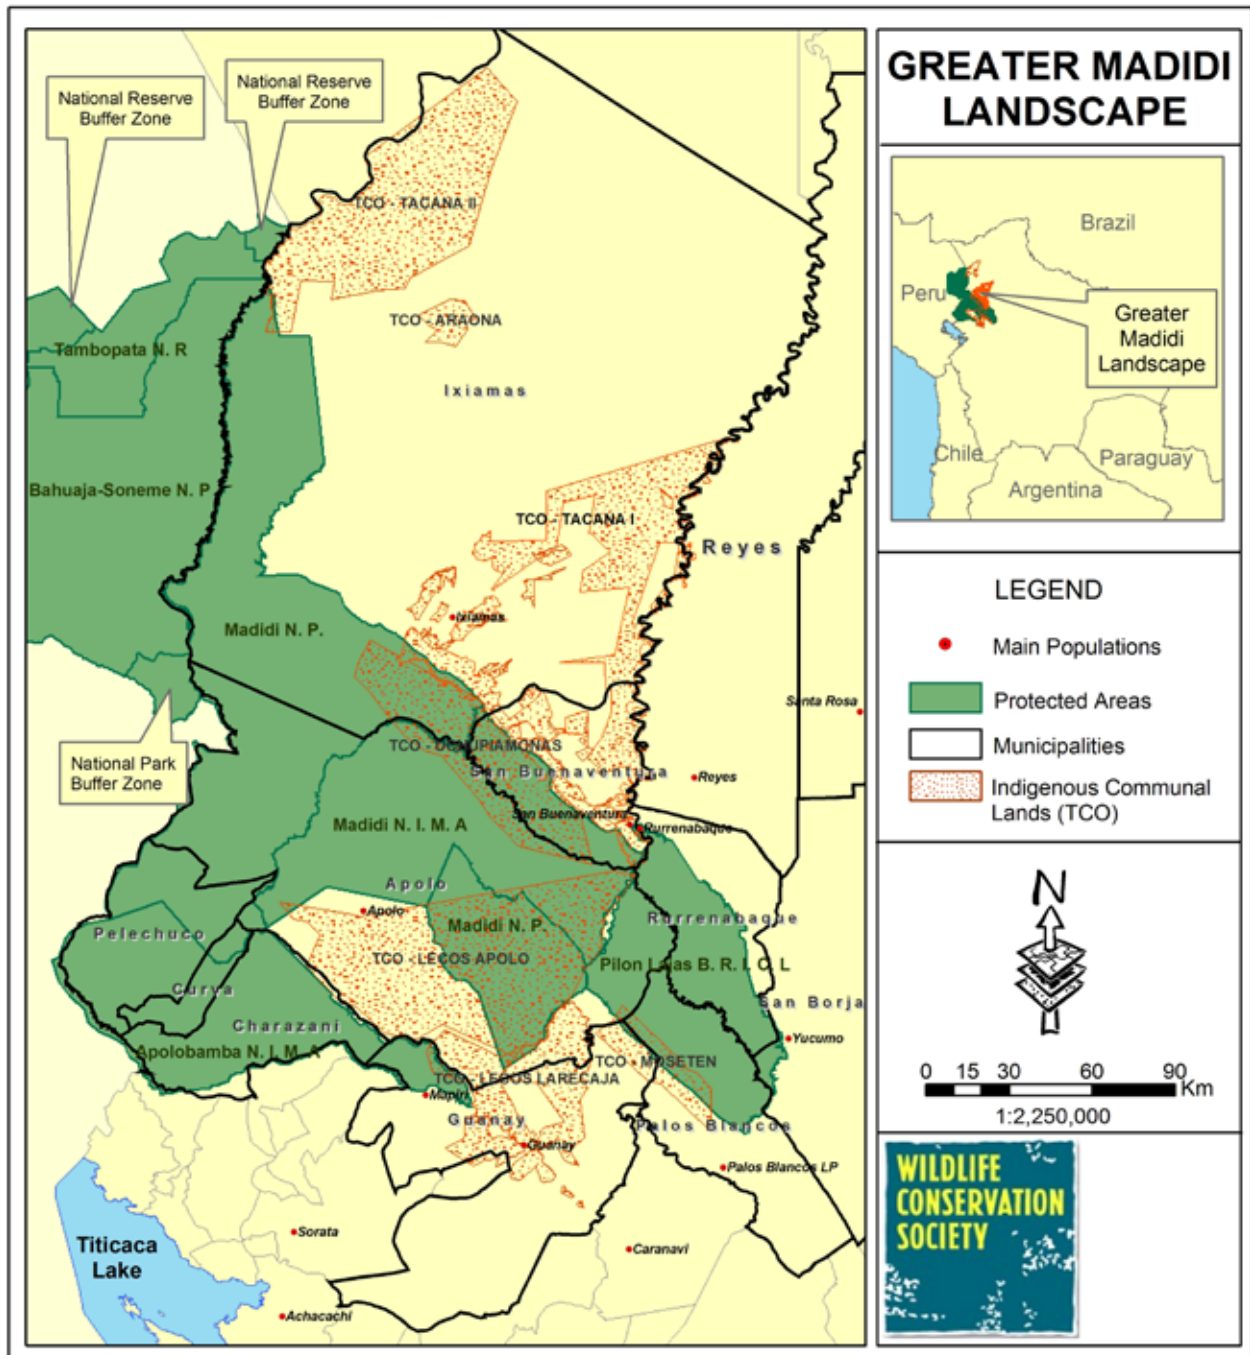 GREATER MADIDI
LANDSCAPE
National Reserve
Buffer Zone
National Reserve
Buffer Zone
TCO - TACANA II
TCO - ARAONA
Tambopata N. R
Ixiamas
Bahuaja-Soneme N. P
TCO - TACANA I
Reyes
Ixiamas
Madidi N. P.
Santa Rosa
National Park
Buffer Zone
San Buenaventura
Reyes
Madidi N. I. M. A
San Buenaventura
Rurrenabaque
Apolo
Apolo
Madidi N. P.
Rurrenabaque
Pelechuco
TCO - LECOS APOLO
Pilon Lajas B. R. I. C. L
Curva
San Borja
Charazani
Yucumo
Apolobamba N. I. M. A
TCO - MOSETEN
TCO - LECOS LARECAJA
Mapiri
Guanay
Palos Blancos
Guanay
Palos Blancos LP
Sorata
Titicaca
Lake
Caranavi
Achacachi
Brazil
Peru
Greater
Madidi
Landscape
Chile
Paraguay
Argentina
LEGEND
Main Populations
Protected Areas
Municipalities
Indigenous Communal
Lands (TCO)
N
0 15 30 60 90
Km
1:2,250,000
WILDLIFE
CONSERVATION
SOCIETY